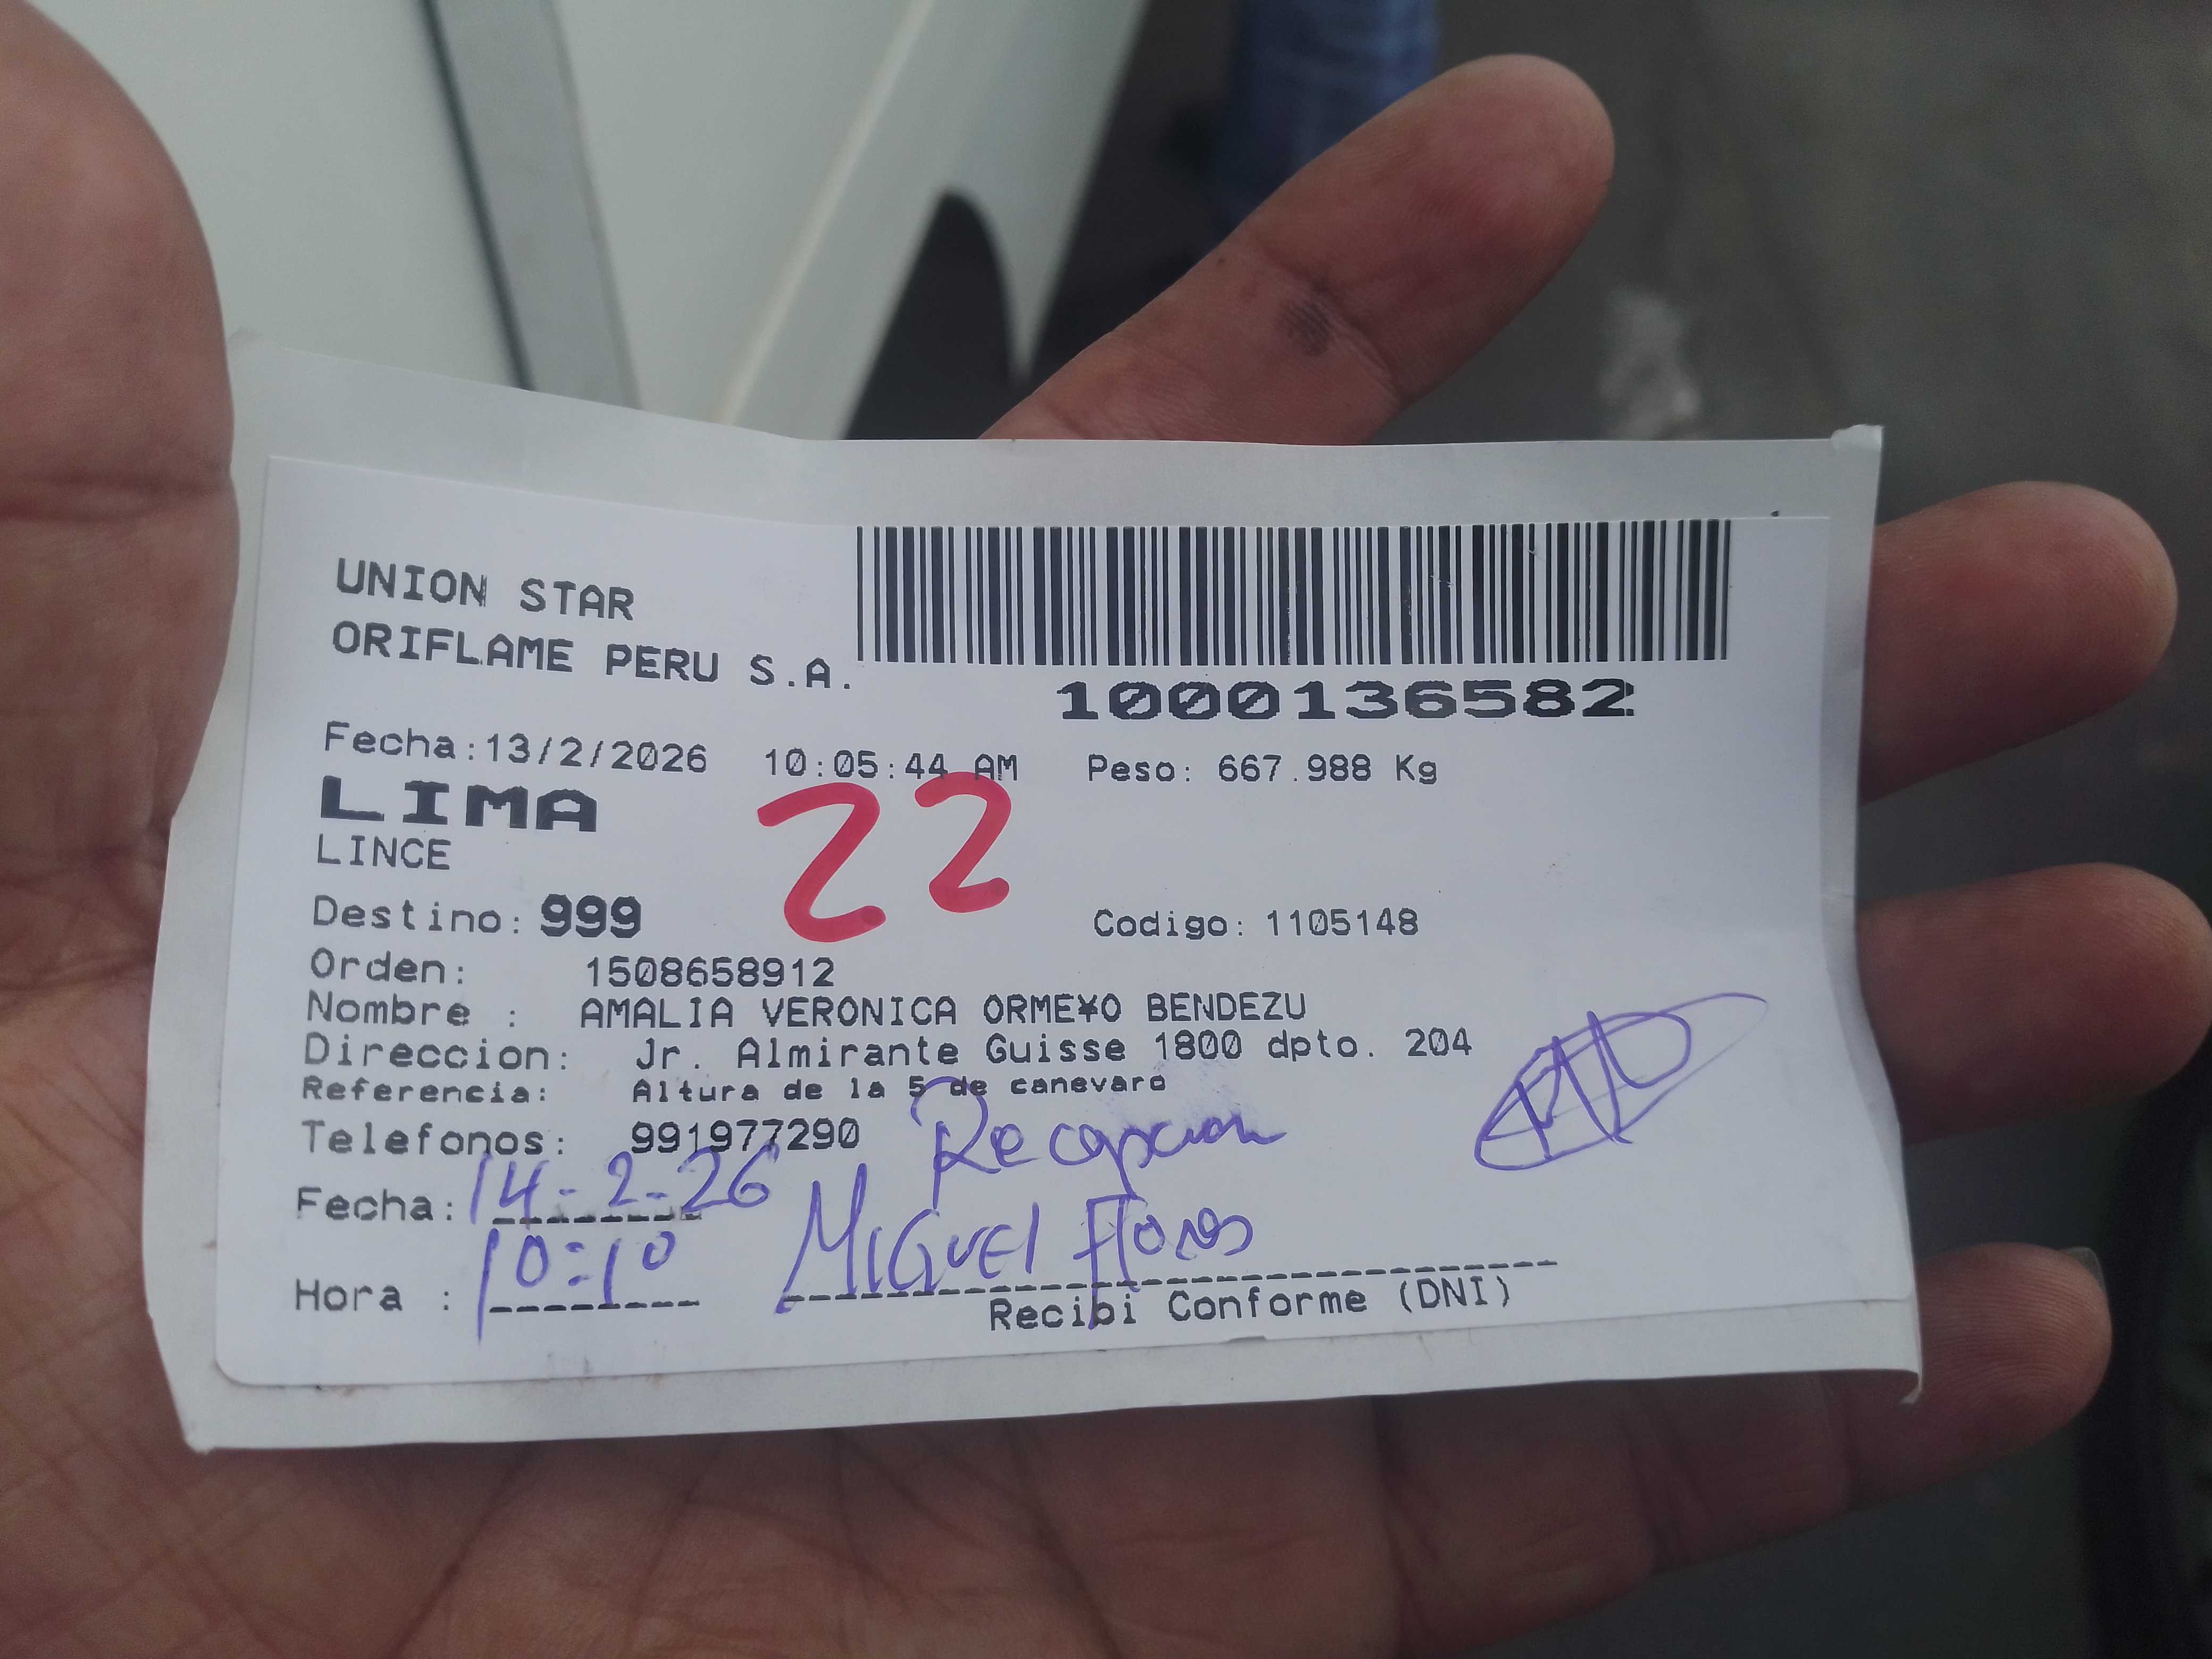 UNION STAR
ORIFLAME PERU S.A.
1000136582
Fecha:13/2/2026 10:05:44 AM Peso: 667.988 Kg
LIMA
22
LINCE
Destino: 999 Codigo: 1105148
Orden: 1508658912
Nombre : AMALIA VERONICA ORME¥O BENDEZU
Direccion: Jr. Almirante Guisse 1800 dpto. 204
Referencia: Altura de la 5 de canevaro
Telefonos: 991977290
Recepcion
Fecha: 14-2-26
Miguel Flores
Hora : 10:10
Recibi Conforme (DNI)